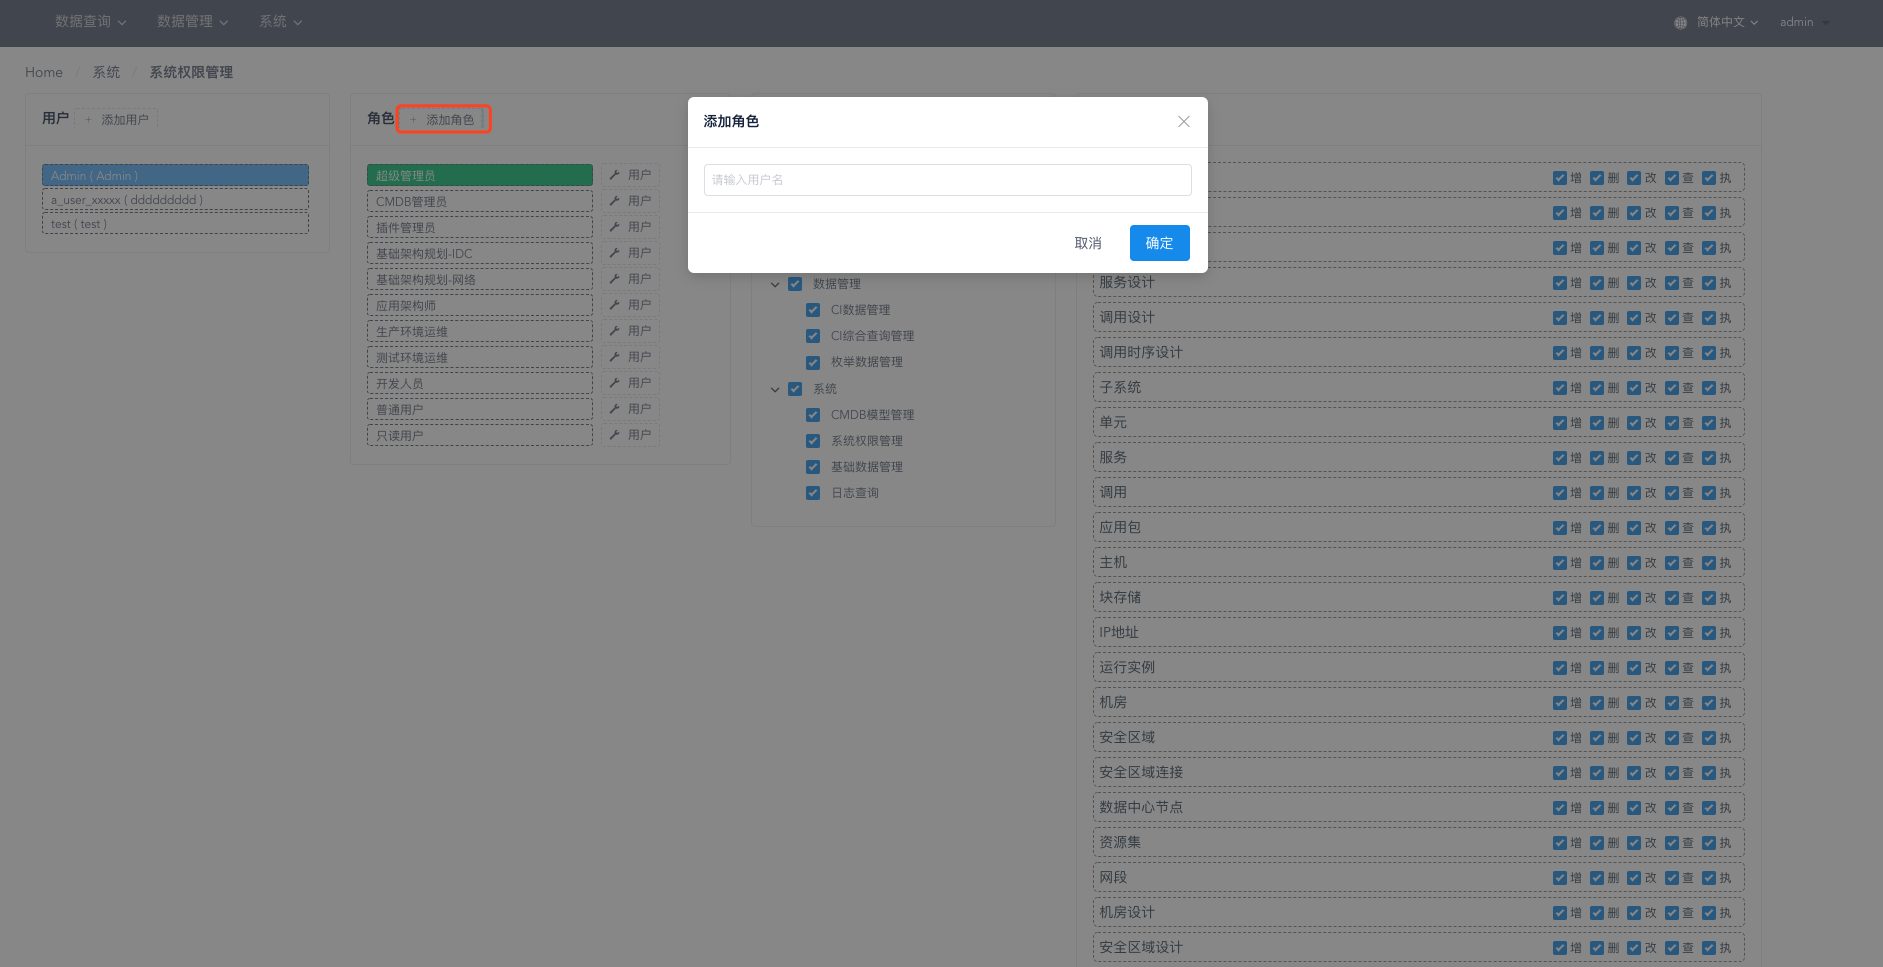 数据查询 数据管理 系统 简体中文 admin
Home / 系统 / 系统权限管理
用户 + 添加用户
Admin ( Admin )
a_user_xxxxx ( ddddddddd )
test ( test )
角色 + 添加角色
超级管理员 用户
CMDB管理员 用户
插件管理员 用户
基础架构规划-IDC 用户
基础架构规划-网络 用户
应用架构师 用户
生产环境运维 用户
测试环境运维 用户
开发人员 用户
普通用户 用户
只读用户 用户
添加角色
请输入用户名
取消 确定
数据管理
CI数据管理
CI综合查询管理
枚举数据管理
系统
CMDB模型管理
系统权限管理
基础数据管理
日志查询
增 删 改 查 执
增 删 改 查 执
增 删 改 查 执
服务设计 增 删 改 查 执
调用设计 增 删 改 查 执
调用时序设计 增 删 改 查 执
子系统 增 删 改 查 执
单元 增 删 改 查 执
服务 增 删 改 查 执
调用 增 删 改 查 执
应用包 增 删 改 查 执
主机 增 删 改 查 执
块存储 增 删 改 查 执
IP地址 增 删 改 查 执
运行实例 增 删 改 查 执
机房 增 删 改 查 执
安全区域 增 删 改 查 执
安全区域连接 增 删 改 查 执
数据中心节点 增 删 改 查 执
资源集 增 删 改 查 执
网段 增 删 改 查 执
机房设计 增 删 改 查 执
安全区域设计 增 删 改 查 执